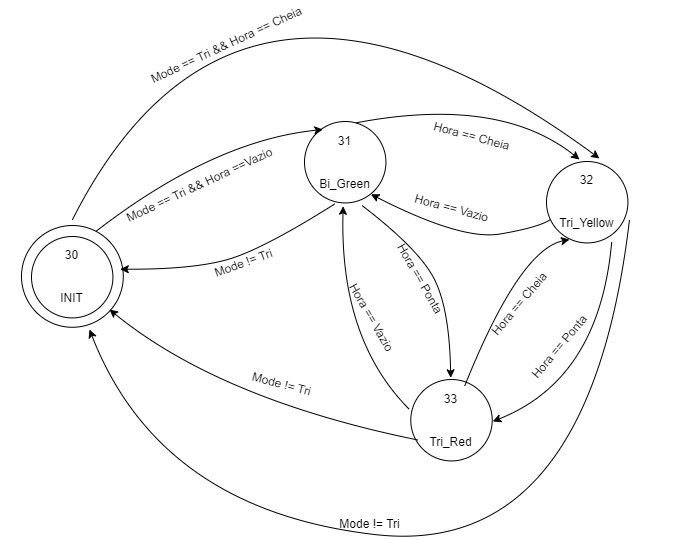 Mode == Tri && Hora == Cheia
Mode == Tri && Hora ==Vazio
31
Bi_Green
Hora == Cheia
32
Tri_Yellow
Hora == Vazio
30
INIT
Mode != Tri
Hora == Ponta
Hora == Vazio
Hora == Cheia
Hora == Ponta
Mode != Tri
33
Tri_Red
Mode != Tri